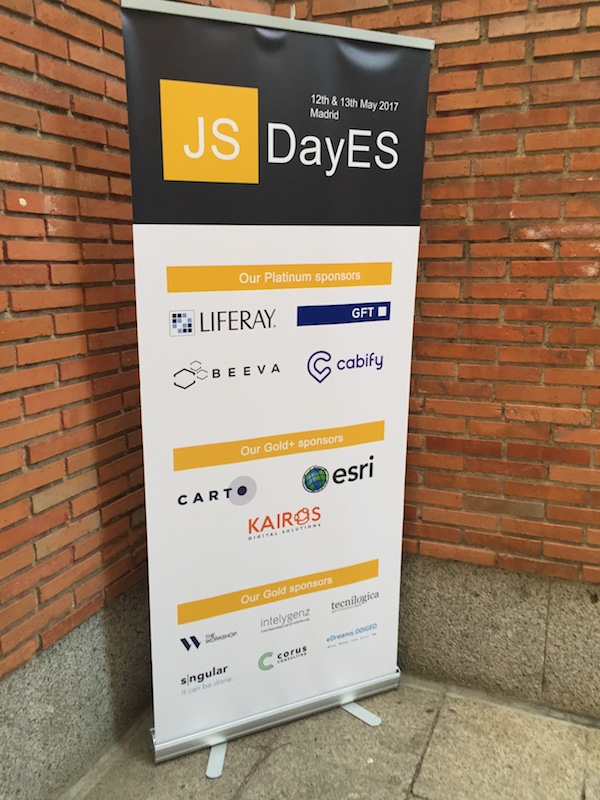 12th & 13th May 2017
Madrid
JS DayES
Our Platinum sponsors
LIFERAY.
GFT
BEEVA
cabify
Our Gold+ sponsors
CARTO
esri
KAIROS
DIGITAL SOLUTIONS
Our Gold sponsors
THE
WORKSHOP
intelygenz
tecnilogica
s|ngular
it can be done.
corus
CONSULTING
eDreams ODIGEO